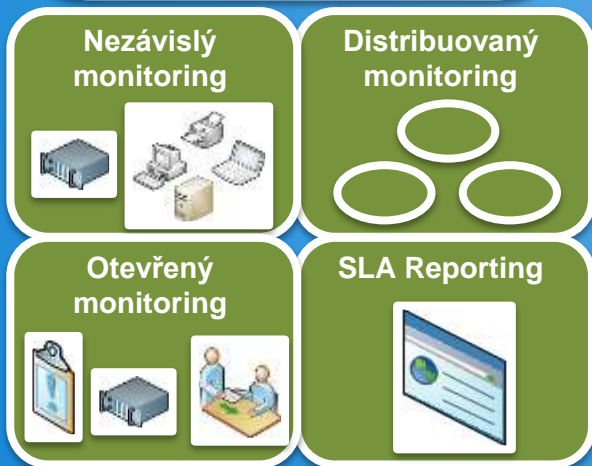 Nezávislý
monitoring
Distribuovaný
monitoring
Otevřený
monitoring
SLA Reporting